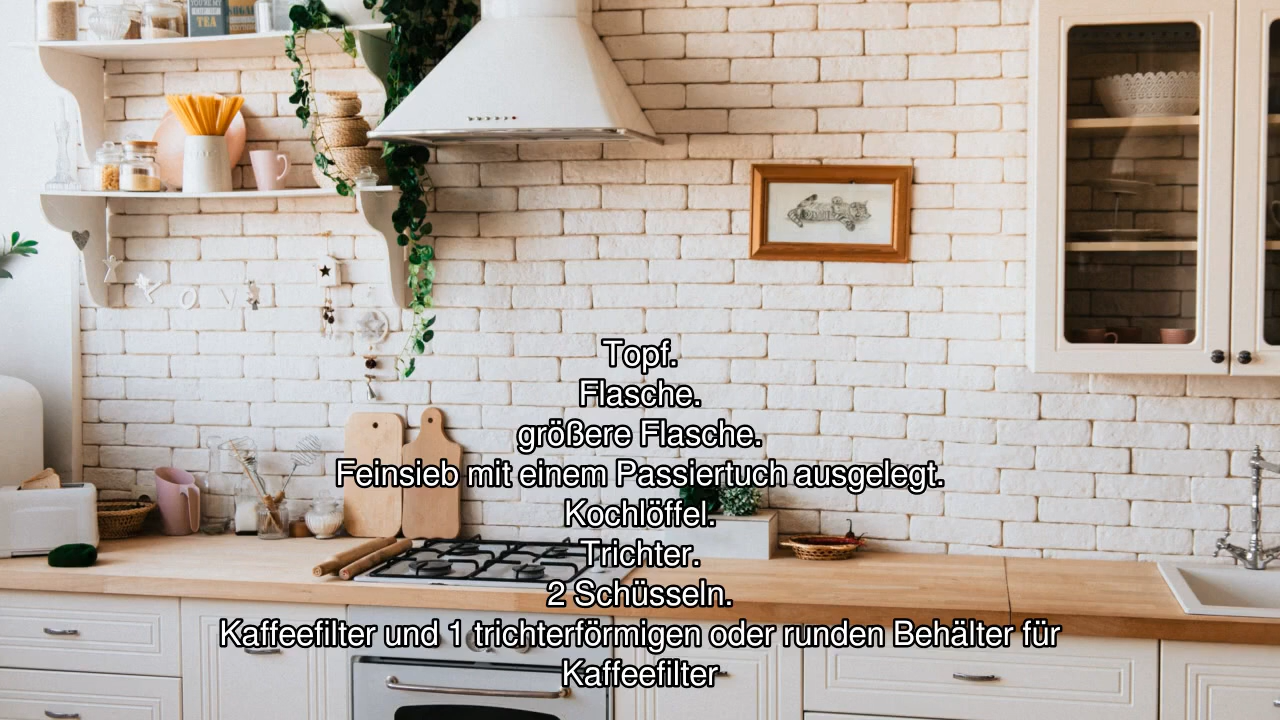 TEA
Topf.
Flasche.
größere Flasche.
Feinsieb mit einem Passiertuch ausgelegt.
Kochlöffel.
Trichter.
2 Schüsseln.
Kaffeefilter und 1 trichterförmigen oder runden Behälter für
Kaffeefilter